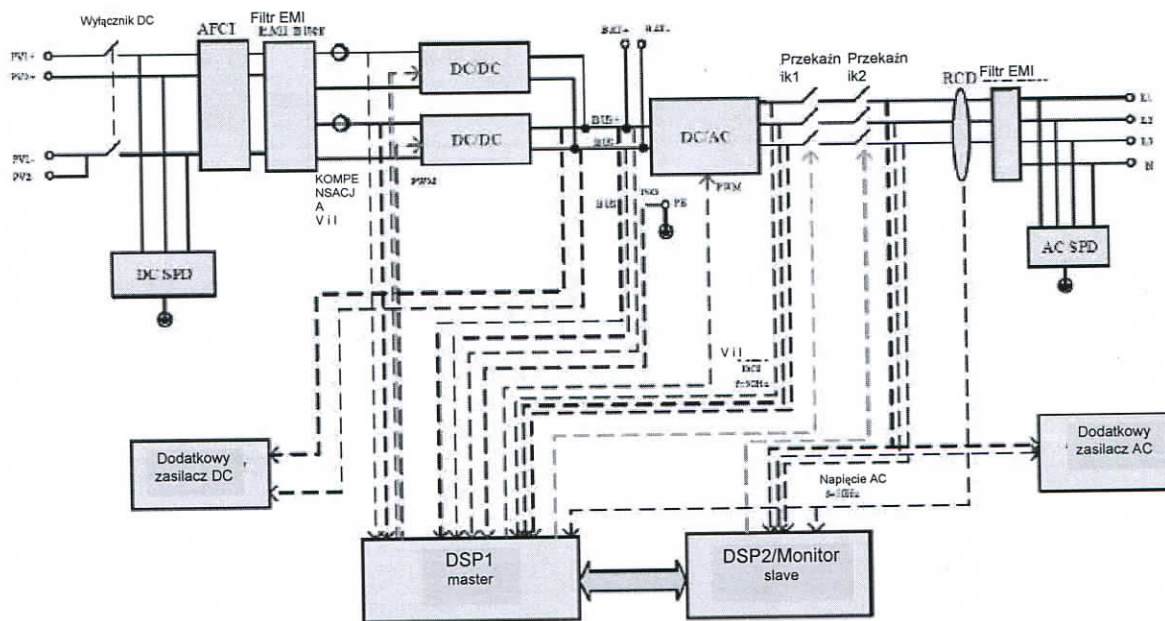 Wyłącznik DC
AFCI
Filtr EMI
EMI filter
PV1+
PV2+
PV1-
PV2-
DC SPD
KOMPE
NSACJ
A
V i I
DC/DC
DC/DC
PWM
BAT+
BAT-
BUS+
BUS-
BUS
ISO
PE
DC/AC
PWM
Przekaźn
ik1
Przekaźn
ik2
RCD
Filtr EMI
L1
L2
L3
N
AC SPD
V i I
DCI
Dodatkowy
zasilacz DC
Dodatkowy
zasilacz AC
Napięcie AC
DSP1
master
DSP2/Monitor
slave